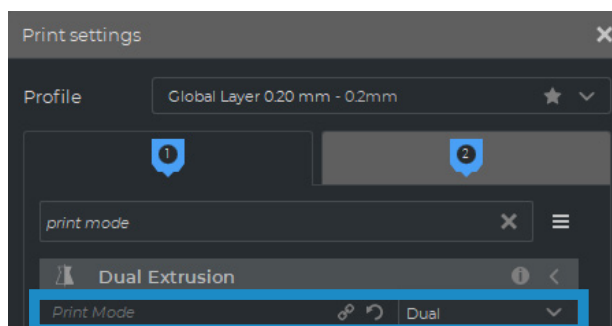 Print settings
Profile Global Layer 0.20 mm - 0.2mm
1 2
print mode
Dual Extrusion
Print Mode Dual